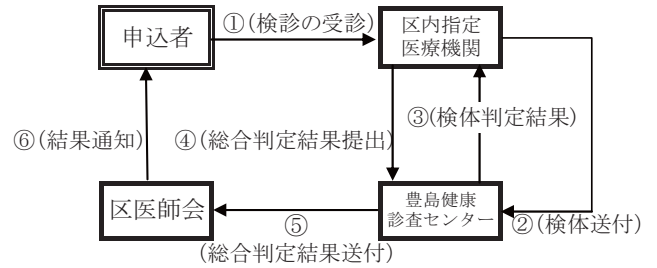 申込者
①(検診の受診)
区内指定
医療機関
③(検体判定結果)
⑥(結果通知)
④(総合判定結果提出)
区医師会
豊島健康
診査センター
②(検体送付)
⑤
(総合判定結果送付)